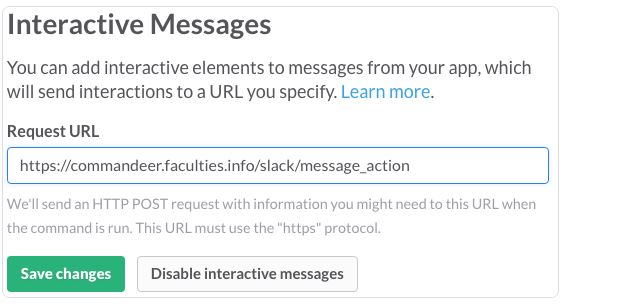 Interactive Messages
You can add interactive elements to messages from your app, which
will send interactions to a URL you specify. Learn more.
Request URL
https://commandeer.faculties.info/slack/message_action
We'll send an HTTP POST request with information you might need to this URL when
the command is run. This URL must use the "https" protocol.
Save changes
Disable interactive messages